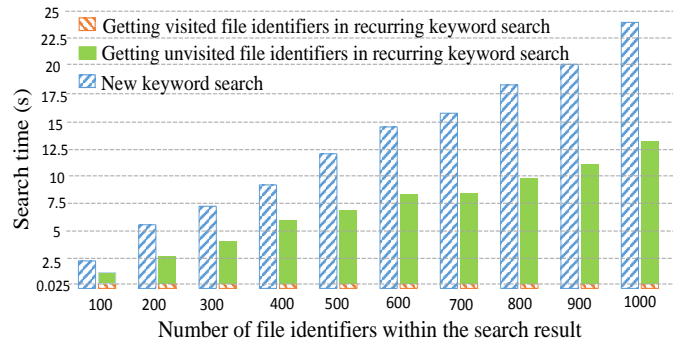 25
22.5
20
17.5
15
12.5
10
7.5
5
2.5
0.025
Search time (s)
Getting visited file identifiers in recurring keyword search
Getting unvisited file identifiers in recurring keyword search
New keyword search
100 200 300 400 500 600 700 800 900 1000
Number of file identifiers within the search result